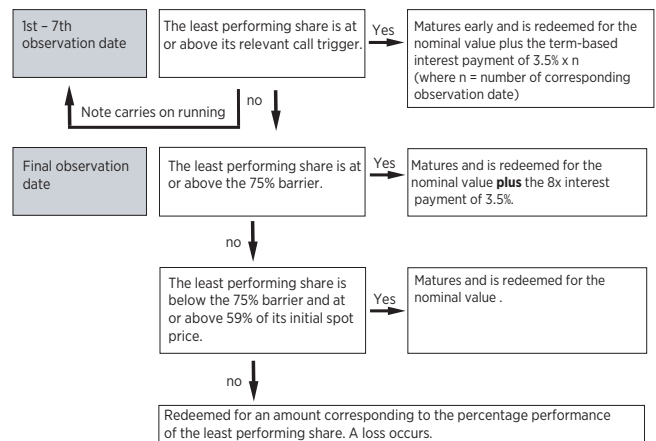 1st – 7th
observation date
The least performing share is at
or above its relevant call trigger.
Yes
Matures early and is redeemed for the
nominal value plus the term-based
interest payment of 3.5% x n
(where n = number of corresponding
observation date)
no
Note carries on running
Final observation
date
The least performing share is at
or above the 75% barrier.
Yes
Matures and is redeemed for the
nominal value plus the 8x interest
payment of 3.5%.
no
The least performing share is
below the 75% barrier and at
or above 59% of its initial spot
price.
Yes
Matures and is redeemed for the
nominal value .
no
Redeemed for an amount corresponding to the percentage performance
of the least performing share. A loss occurs.